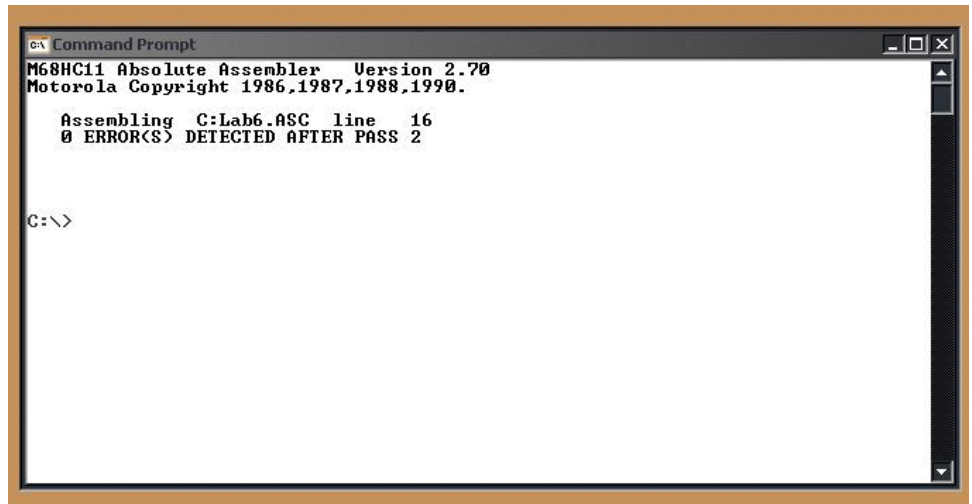 Command Prompt
M68HC11 Absolute Assembler   Version 2.70
Motorola Copyright 1986,1987,1988,1990.
Assembling  C:Lab6.ASC  line   16
0 ERROR(S) DETECTED AFTER PASS 2
C:\>